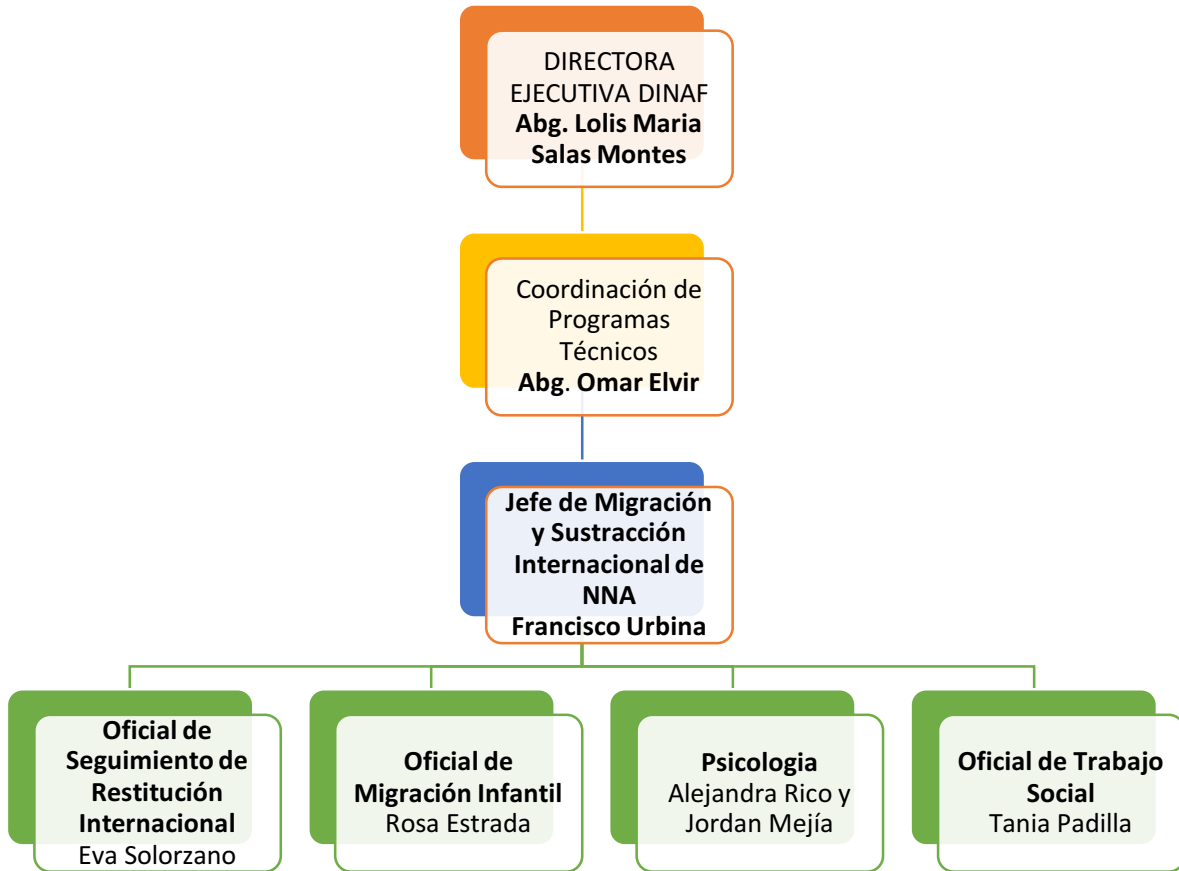 DIRECTORA
EJECUTIVA DINAF
Abg. Lolis Maria
Salas Montes
Coordinación de
Programas
Técnicos
Abg. Omar Elvir
Jefe de Migración
y Sustracción
Internacional de
NNA
Francisco Urbina
Oficial de
Seguimiento de
Restitución
Internacional
Eva Solorzano
Oficial de
Migración Infantil
Rosa Estrada
Psicologia
Alejandra Rico y
Jordan Mejía
Oficial de Trabajo
Social
Tania Padilla